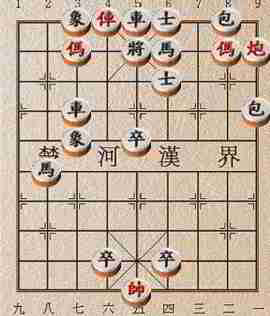 1 2 3 4 5 6 7 8 9
象 俥 車 士 包
傌 將 馬 傌 炮
士
車 包
象 卒
楚 河 漢 界
馬
卒 卒
帥
九 八 七 六 五 四 三 二 一